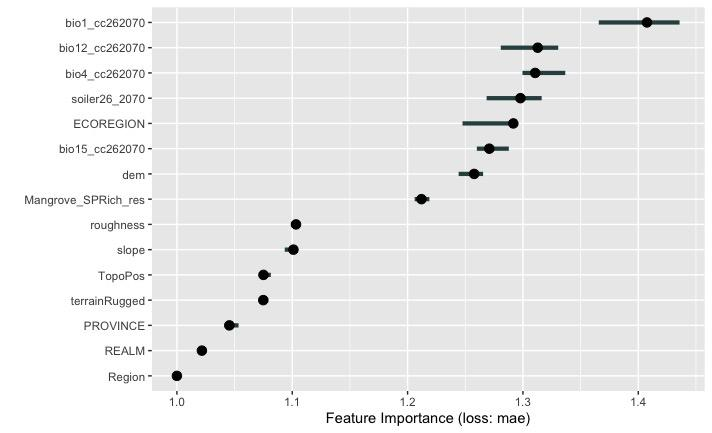 bio1_cc262070
bio12_cc262070
bio4_cc262070
soiler26_2070
ECOREGION
bio15_cc262070
dem
Mangrove_SPRich_res
roughness
slope
TopoPos
terrainRugged
PROVINCE
REALM
Region
1.0 1.1 1.2 1.3 1.4
Feature Importance (loss: mae)